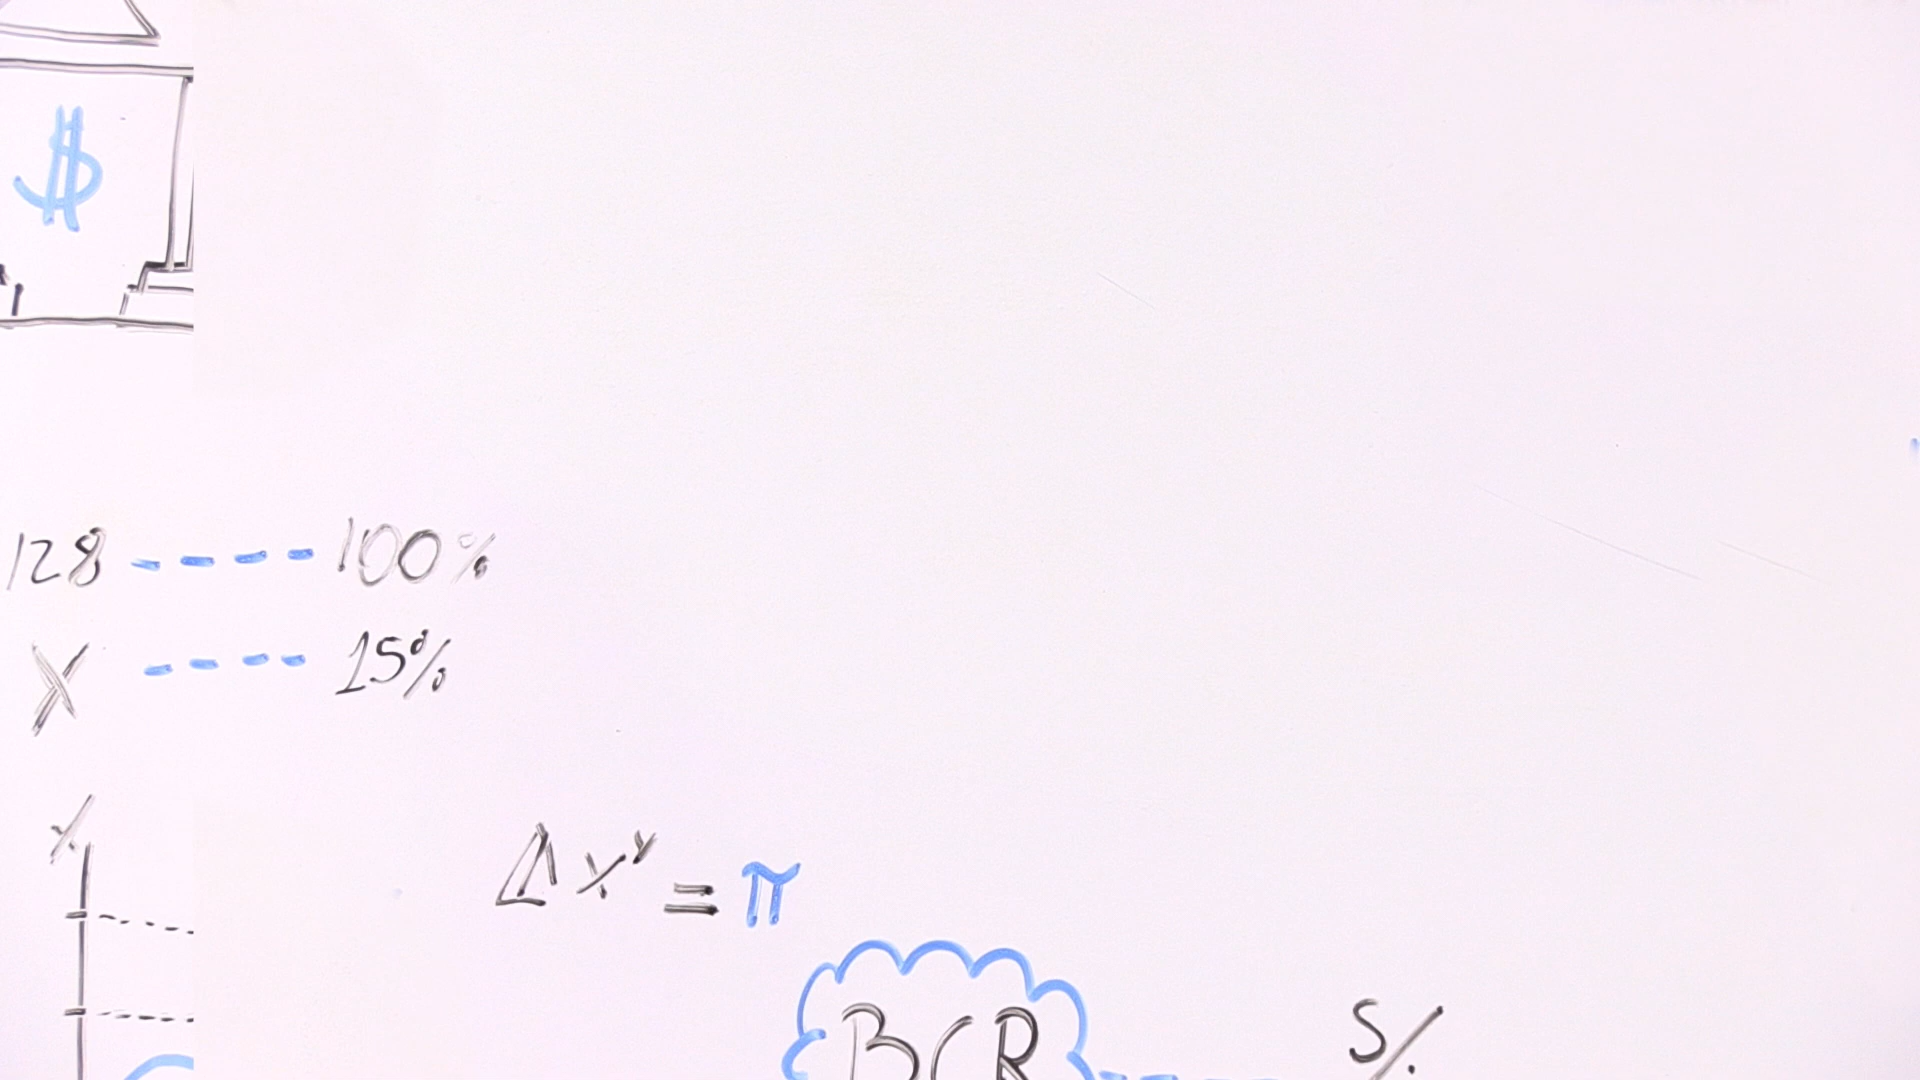 $
128 ---- 100%
X ---- 15%
%
Δx^y = π
BCR
S/.